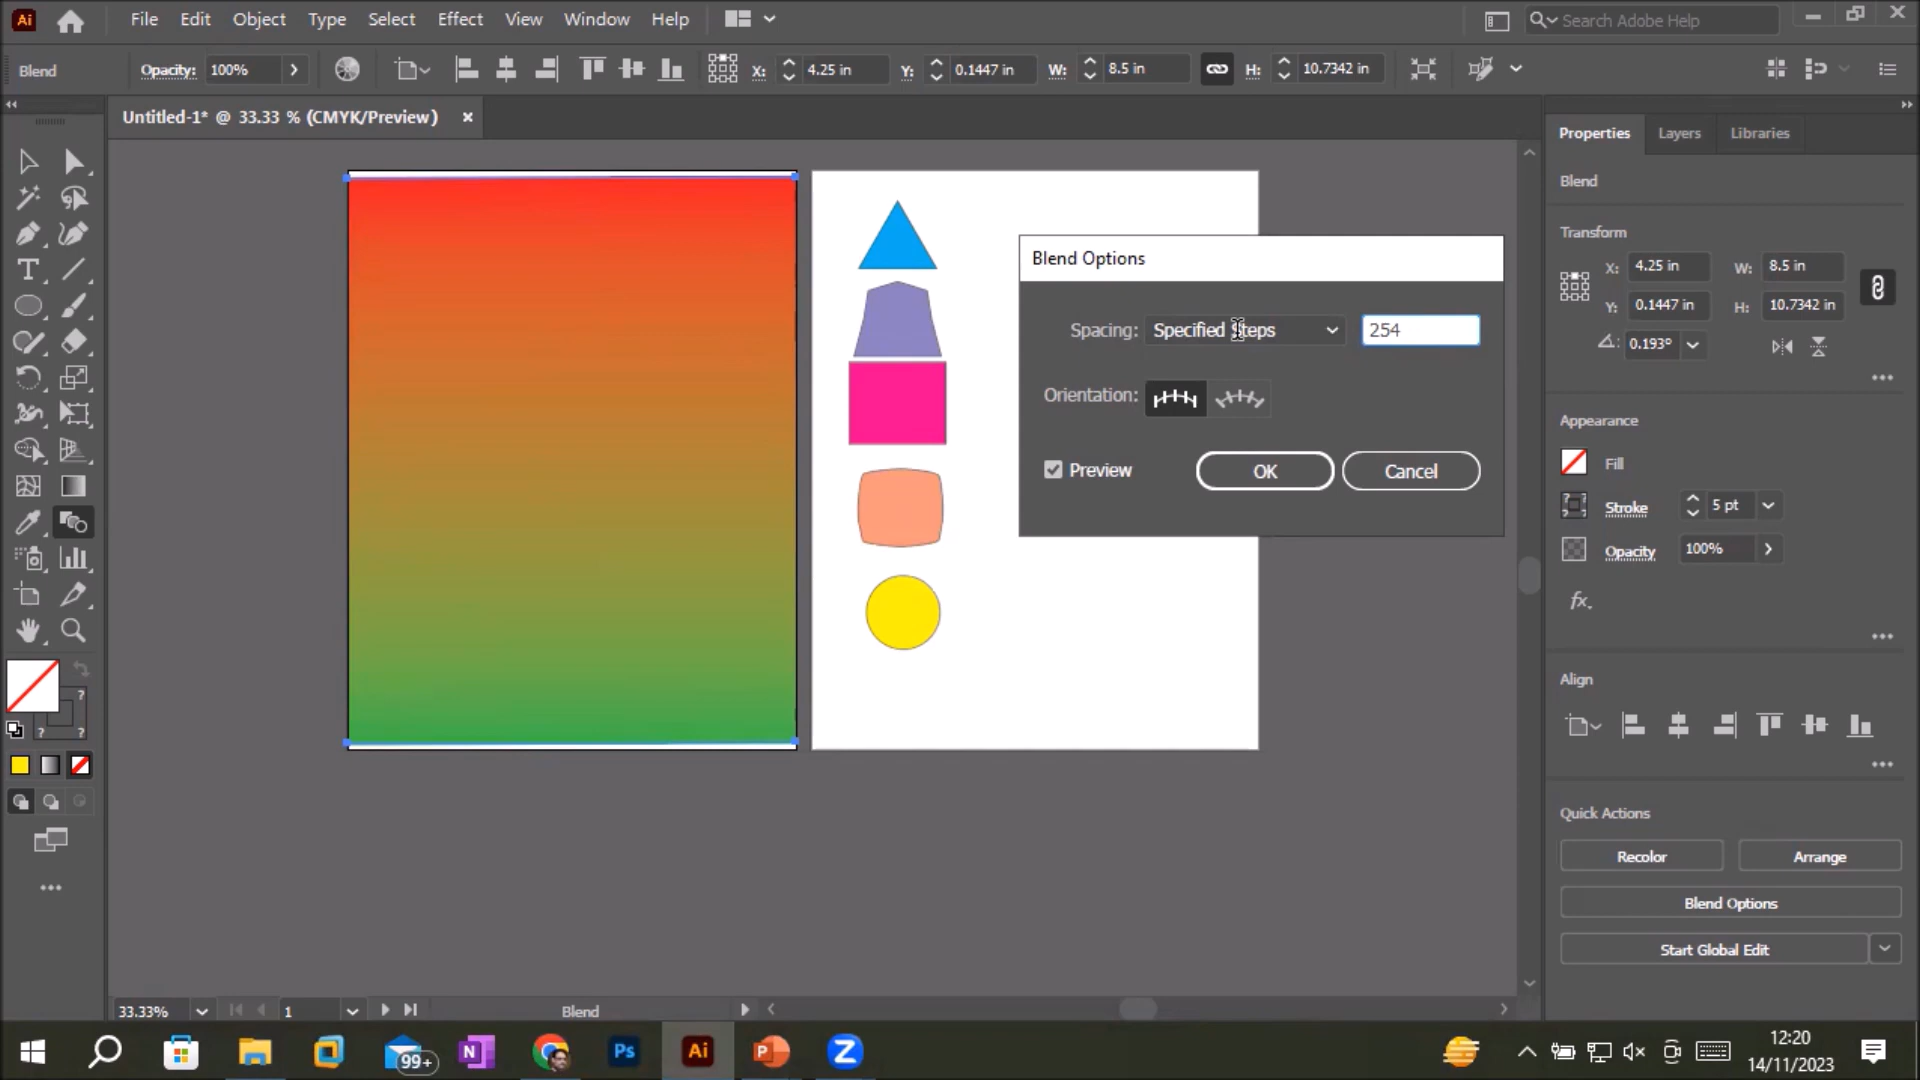 Ai File Edit Object Type Select Effect View Window Help Search Adobe Help
Blend Opacity: 100% X: 4.25 in Y: 0.1447 in W: 8.5 in H: 10.7342 in
Untitled-1* @ 33.33 % (CMYK/Preview) ×
Properties Layers Libraries
Blend
Transform
X: 4.25 in W: 8.5 in
Y: 0.1447 in H: 10.7342 in
0.193°
Appearance
Fill
Stroke 5 pt
Opacity 100%
fx.
Align
Quick Actions
Recolor Arrange
Blend Options
Start Global Edit
Blend Options
Spacing: Specified Steps 254
Orientation:
Preview OK Cancel
T
?
? ?
33.33% 1 Blend
99+ N Ps Ai P Z
12:20
14/11/2023